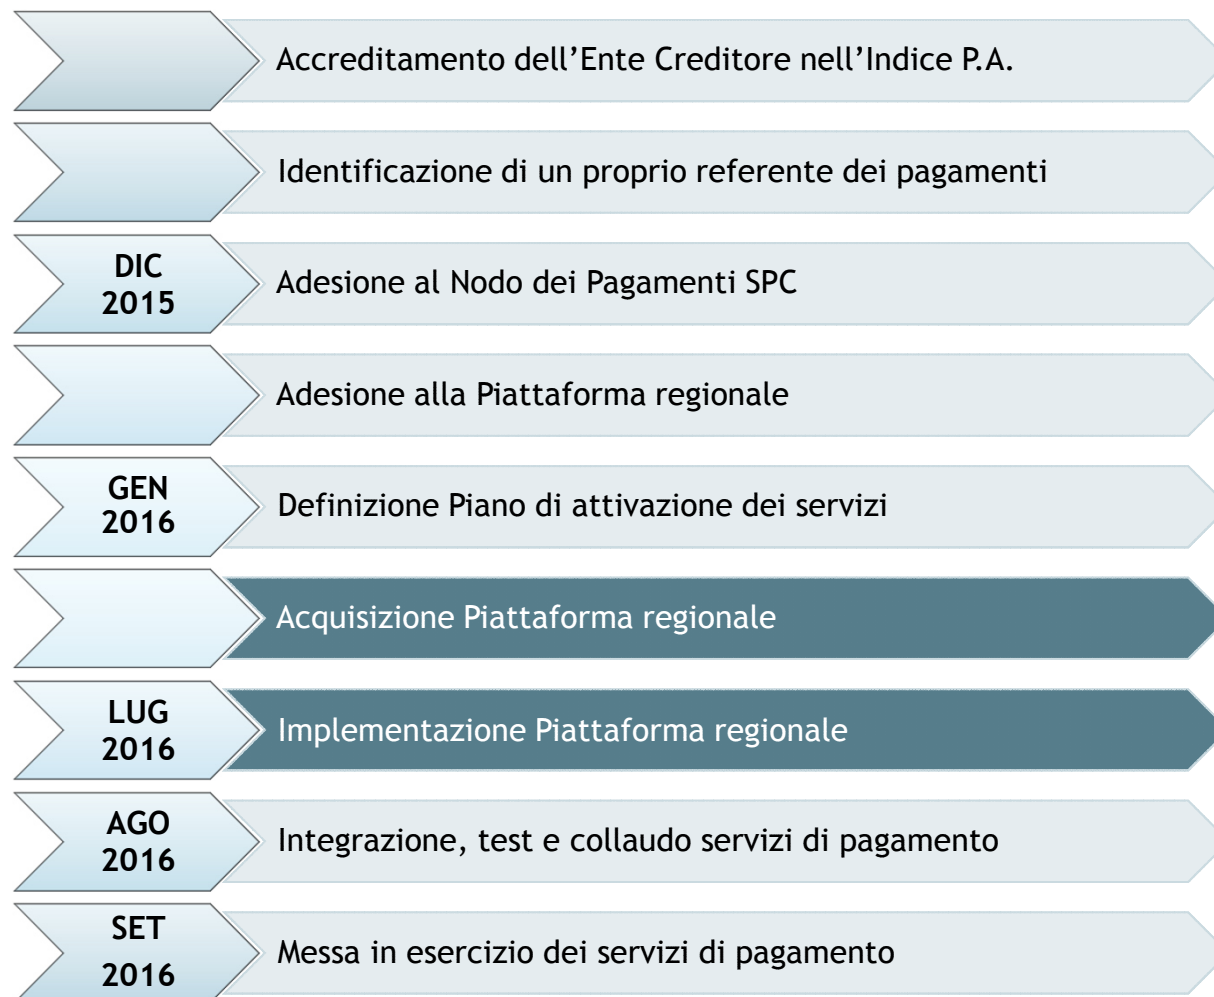 Accreditamento dell’Ente Creditore nell’Indice P.A.
Identificazione di un proprio referente dei pagamenti
DIC
2015
Adesione al Nodo dei Pagamenti SPC
Adesione alla Piattaforma regionale
GEN
2016
Definizione Piano di attivazione dei servizi
Acquisizione Piattaforma regionale
LUG
2016
Implementazione Piattaforma regionale
AGO
2016
Integrazione, test e collaudo servizi di pagamento
SET
2016
Messa in esercizio dei servizi di pagamento